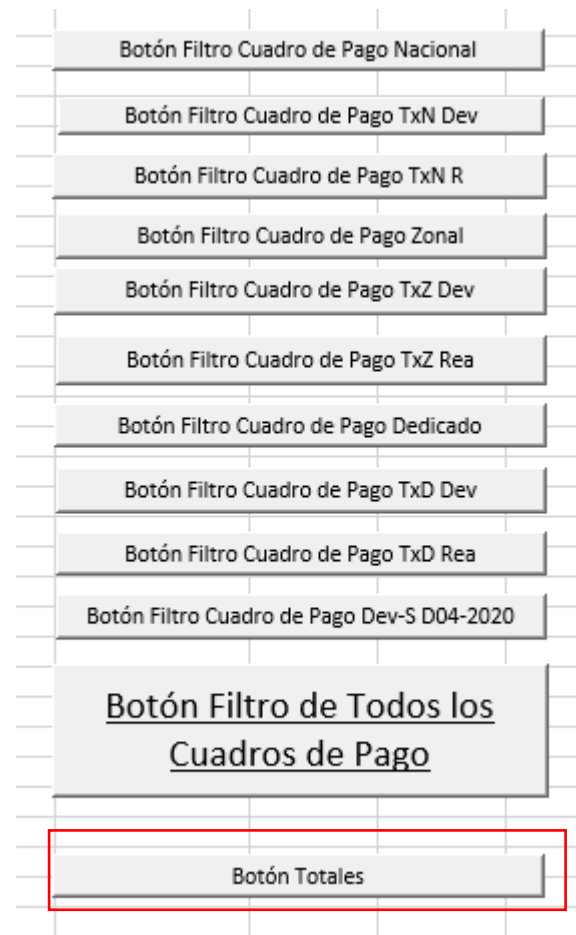 Botón Filtro Cuadro de Pago Nacional
Botón Filtro Cuadro de Pago TxN Dev
Botón Filtro Cuadro de Pago TxN R
Botón Filtro Cuadro de Pago Zonal
Botón Filtro Cuadro de Pago TxZ Dev
Botón Filtro Cuadro de Pago TxZ Rea
Botón Filtro Cuadro de Pago Dedicado
Botón Filtro Cuadro de Pago TxD Dev
Botón Filtro Cuadro de Pago TxD Rea
Botón Filtro Cuadro de Pago Dev-S D04-2020
Botón Filtro de Todos los
Cuadros de Pago
Botón Totales